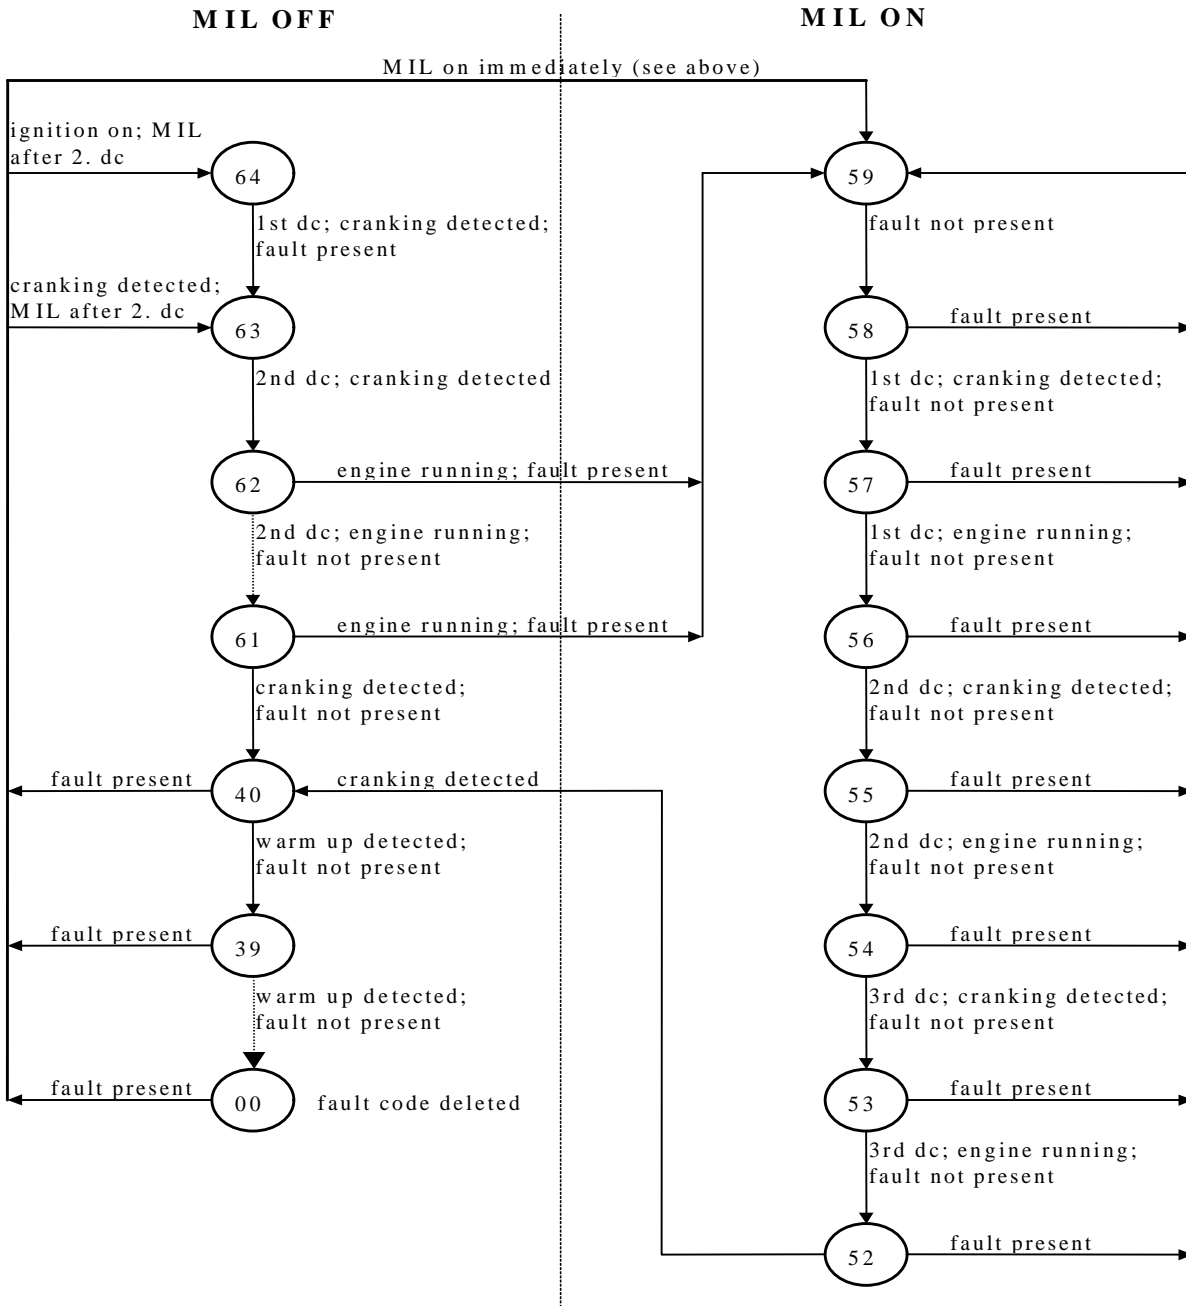 MIL OFF
MIL ON
MIL on immediately (see above)
ignition on; MIL
after 2. dc
64
59
1st dc; cranking detected;
fault present
fault not present
cranking detected;
MIL after 2. dc
63
58
fault present
2nd dc; cranking detected
1st dc; cranking detected;
fault not present
62
engine running; fault present
57
fault present
2nd dc; engine running;
fault not present
1st dc; engine running;
fault not present
61
engine running; fault present
56
fault present
cranking detected;
fault not present
2nd dc; cranking detected;
fault not present
fault present
40
cranking detected
55
fault present
warm up detected;
fault not present
2nd dc; engine running;
fault not present
fault present
39
54
fault present
warm up detected;
fault not present
3rd dc; cranking detected;
fault not present
fault present
00
fault code deleted
53
fault present
3rd dc; engine running;
fault not present
52
fault present